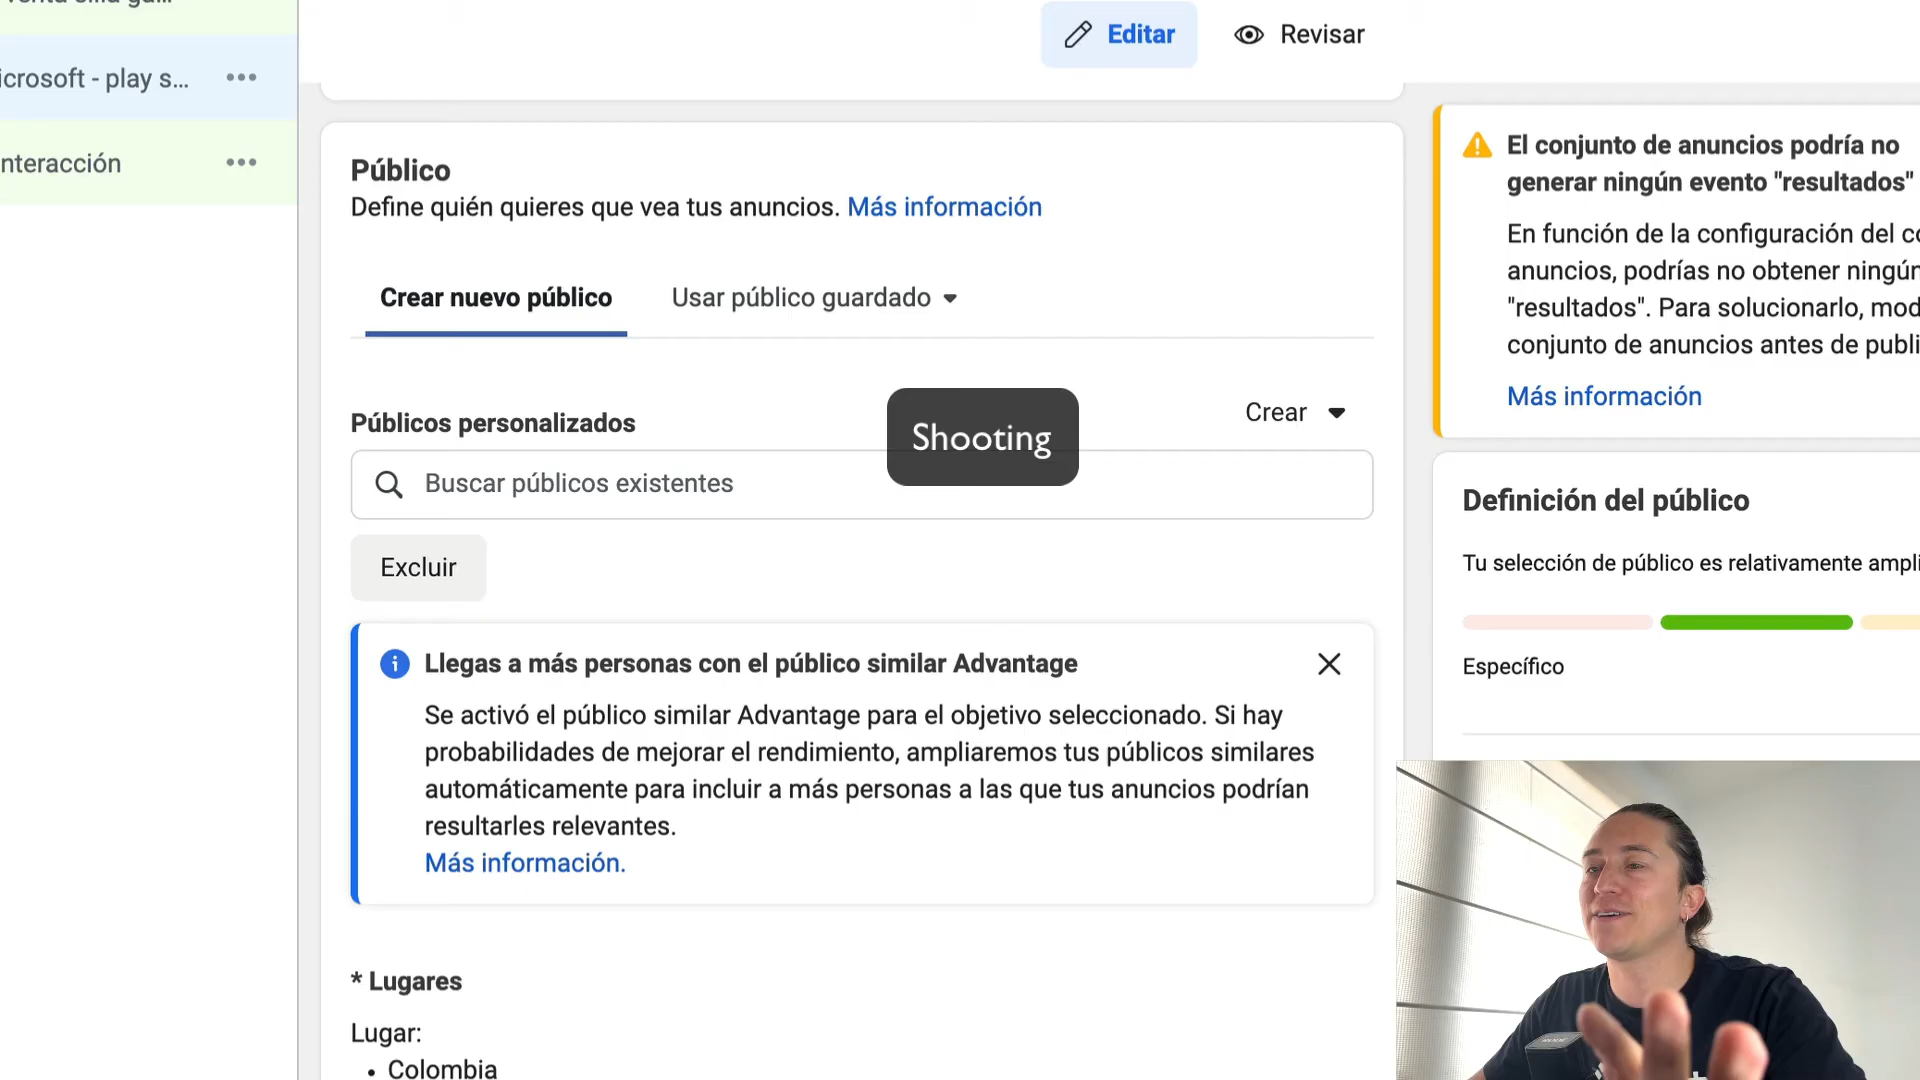 Editar
Revisar
icrosoft - play s...
nteracción
Público
Define quién quieres que vea tus anuncios. Más información
Crear nuevo público
Usar público guardado
Públicos personalizados
Crear
Shooting
Buscar públicos existentes
Excluir
Llegas a más personas con el público similar Advantage
Se activó el público similar Advantage para el objetivo seleccionado. Si hay
probabilidades de mejorar el rendimiento, ampliaremos tus públicos similares
automáticamente para incluir a más personas a las que tus anuncios podrían
resultarles relevantes.
Más información.
* Lugares
Lugar:
• Colombia
El conjunto de anuncios podría no
generar ningún evento "resultados"
En función de la configuración del co
anuncios, podrías no obtener ningún
"resultados". Para solucionarlo, mod
conjunto de anuncios antes de publi
Más información
Definición del público
Tu selección de público es relativamente ampli
Específico